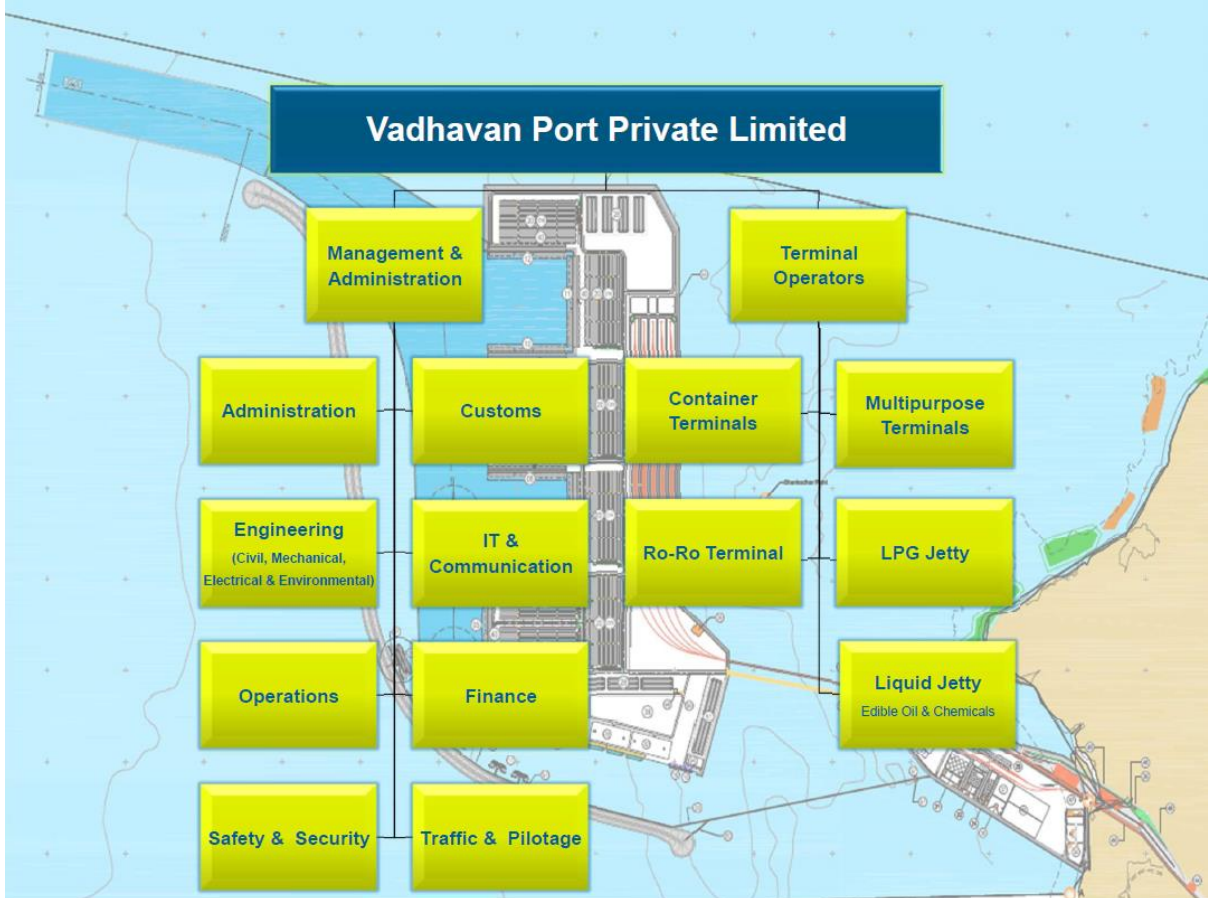 Vadhavan Port Private Limited
Management &
Administration
Terminal
Operators
Administration
Customs
Container
Terminals
Multipurpose
Terminals
Engineering
(Civil, Mechanical,
Electrical & Environmental)
IT &
Communication
Ro-Ro Terminal
LPG Jetty
Operations
Finance
Liquid Jetty
Edible Oil & Chemicals
Safety & Security
Traffic & Pilotage